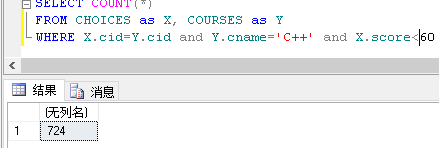 SELECT COUNT(*)
FROM CHOICES as X, COURSES as Y
WHERE X.cid=Y.cid and Y.cname='C++' and X.score<60
结果 消息
(无列名)
1 724